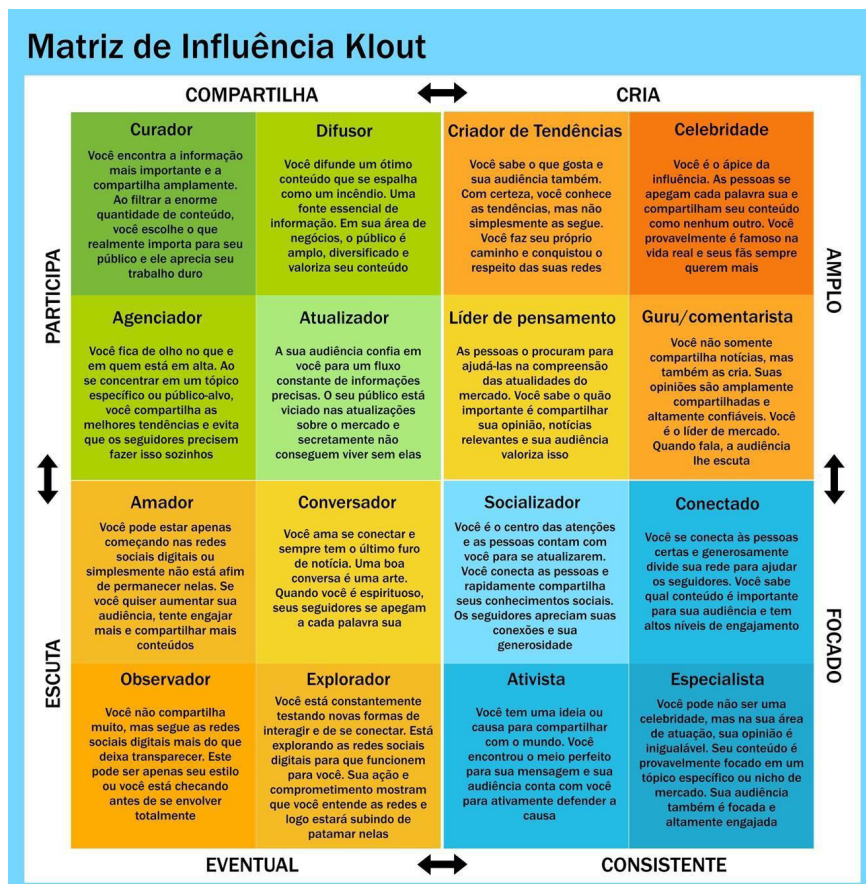 Matriz de Influência Klout
COMPARTILHA
CRIA
PARTICIPA
AMPLO
Curador
Você encontra a informação
mais importante e a
compartilha amplamente.
Ao filtrar a enorme
quantidade de conteúdo,
você escolhe o que
realmente importa para seu
público e ele aprecia seu
trabalho duro
Difusor
Você difunde um ótimo
conteúdo que se espalha
como um incêndio. Uma
fonte essencial de
informação. Em sua área de
negócios, o público é
amplo, diversificado e
valoriza seu conteúdo
Criador de Tendências
Você sabe o que gosta e
sua audiência também.
Com certeza, você conhece
as tendências, mas não
simplesmente as segue.
Você faz seu próprio
caminho e conquistou o
respeito das suas redes
Celebridade
Você é o ápice da
influência. As pessoas se
apegam cada palavra sua e
compartilham seu conteúdo
como nenhum outro. Você
provavelmente é famoso na
vida real e seus fãs sempre
querem mais
Agenciador
Você fica de olho no que e
em quem está em alta. Ao
se concentrar em um tópico
específico ou público-alvo,
você compartilha as
melhores tendências e evita
que os seguidores precisem
fazer isso sozinhos
Atualizador
A sua audiência confia em
você para um fluxo
constante de informações
precisas. O seu público está
viciado nas atualizações
sobre o mercado e
secretamente não
conseguem viver sem elas
Líder de pensamento
As pessoas o procuram para
ajudá-las na compreensão
das atualidades do
mercado. Você sabe o quão
importante é compartilhar
sua opinião, notícias
relevantes e sua audiência
valoriza isso
Guru/comentarista
Você não somente
compartilha notícias, mas
também as cria. Suas
opiniões são amplamente
compartilhadas e
altamente confiáveis. Você
é o líder de mercado.
Quando fala, a audiência
lhe escuta
ESCUTA
FOCADO
Amador
Você pode estar apenas
começando nas redes
sociais digitais ou
simplesmente não está afim
de permanecer nelas. Se
você quiser aumentar sua
audiência, tente engajar
mais e compartilhar mais
conteúdos
Conversador
Você ama se conectar e
sempre tem o último furo
de notícia. Uma boa
conversa é uma arte.
Quando você é espirituoso,
seus seguidores se apegam
a cada palavra sua
Socializador
Você é o centro das atenções
e as pessoas contam com
você para se atualizarem.
Você conecta as pessoas e
rapidamente compartilha
seus conhecimentos sociais.
Os seguidores apreciam suas
conexões e sua
generosidade
Conectado
Você se conecta às pessoas
certas e generosamente
divide sua rede para ajudar
os seguidores. Você sabe
qual conteúdo é importante
para sua audiência e tem
altos níveis de engajamento
Observador
Você não compartilha
muito, mas segue as redes
sociais digitais mais do que
deixa transparecer. Este
pode ser apenas seu estilo
ou você está checando
antes de se envolver
totalmente
Explorador
Você está constantemente
testando novas formas de
interagir e de se conectar. Está
explorando as redes sociais
digitais para que funcionem
para você. Sua ação e
comprometimento mostram
que você entende as redes e
logo estará subindo de
patamar nelas
Ativista
Você tem uma ideia ou
causa para compartilhar
com o mundo. Você
encontrou o meio perfeito
para sua mensagem e sua
audiência conta com você
para ativamente defender a
causa
Especialista
Você pode não ser uma
celebridade, mas na sua área
de atuação, sua opinião é
inigualável. Seu conteúdo é
provavelmente focado em um
tópico específico ou nicho de
mercado. Sua audiência
também é focada e
altamente engajada
EVENTUAL
CONSISTENTE